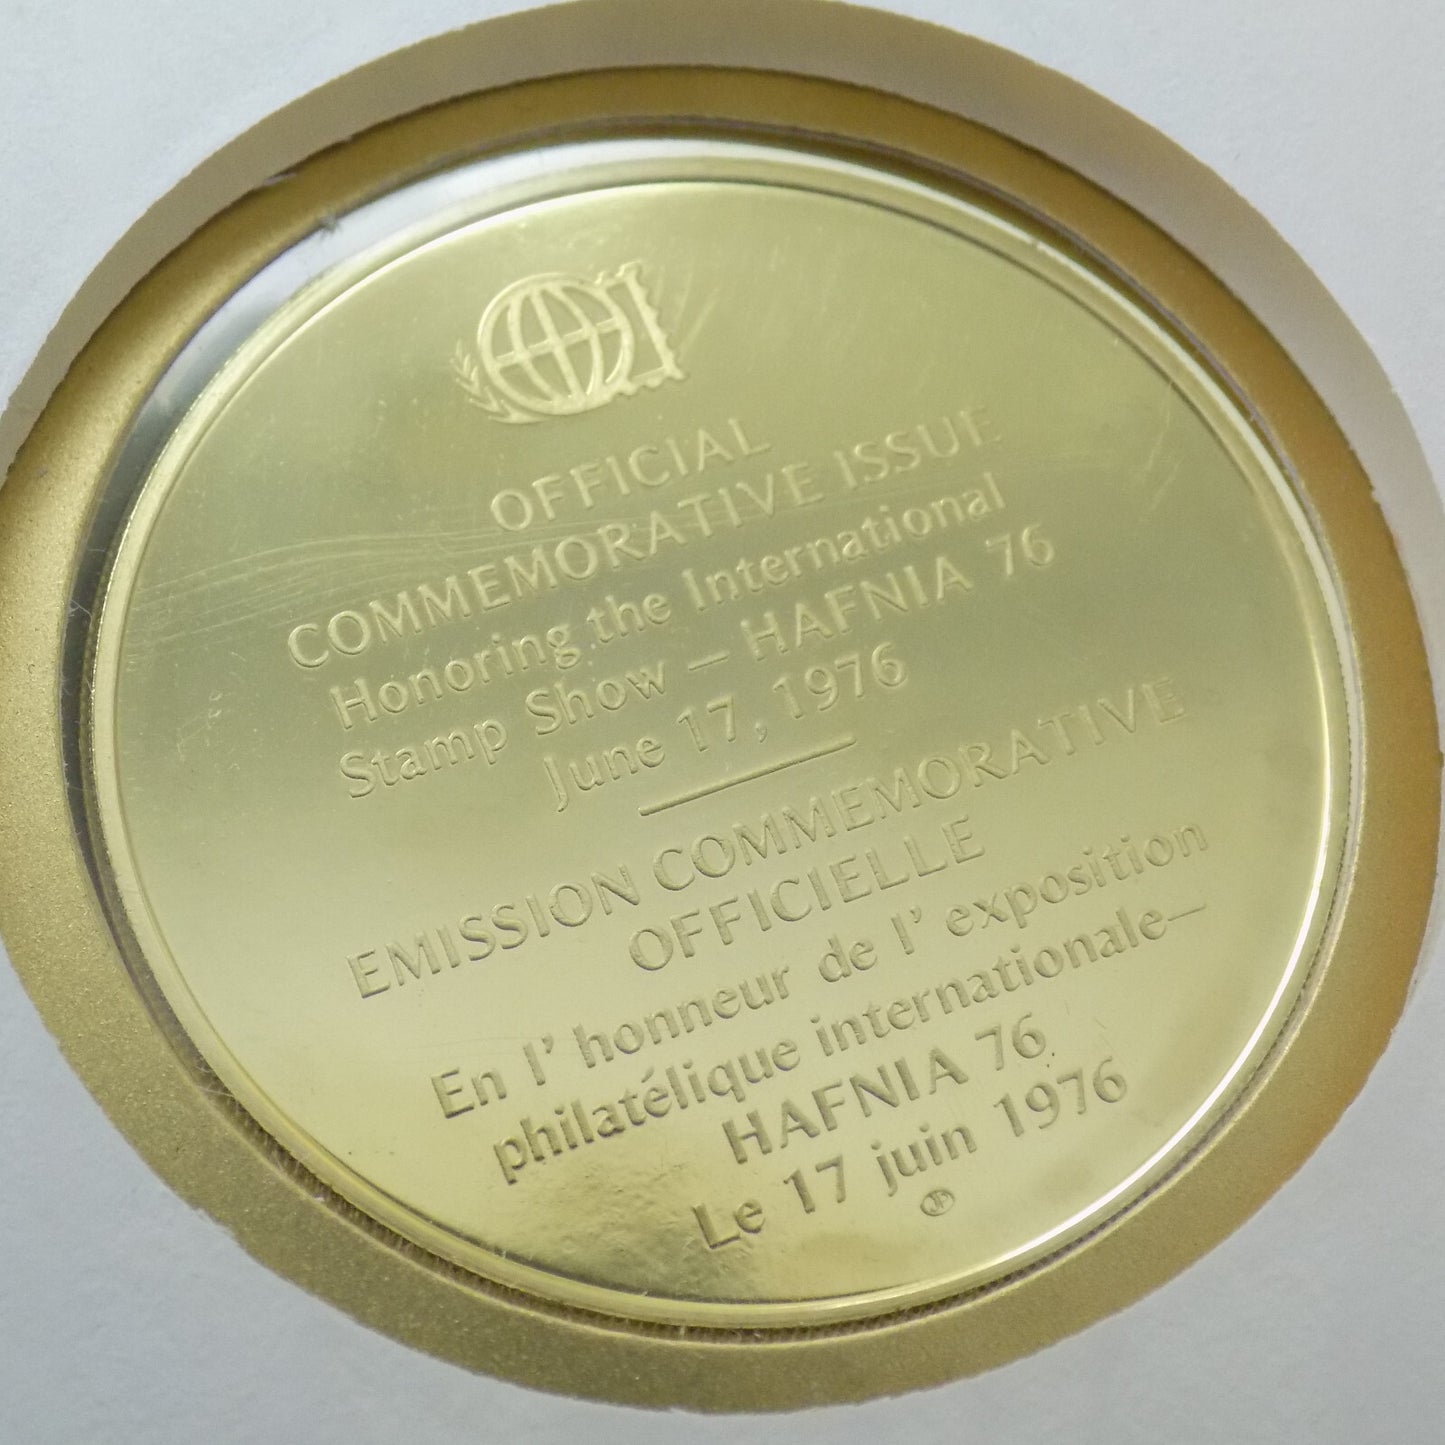 OFFICIAL
COMMEMORATIVE ISSUE
Honoring the International
Stamp Show – HAFNIA 76
June 17, 1976
EMISSION COMMEMORATIVE
OFFICIELLE
En l' honneur de l' exposition
philatélique internationale–
HAFNIA 76
Le 17 juin 1976